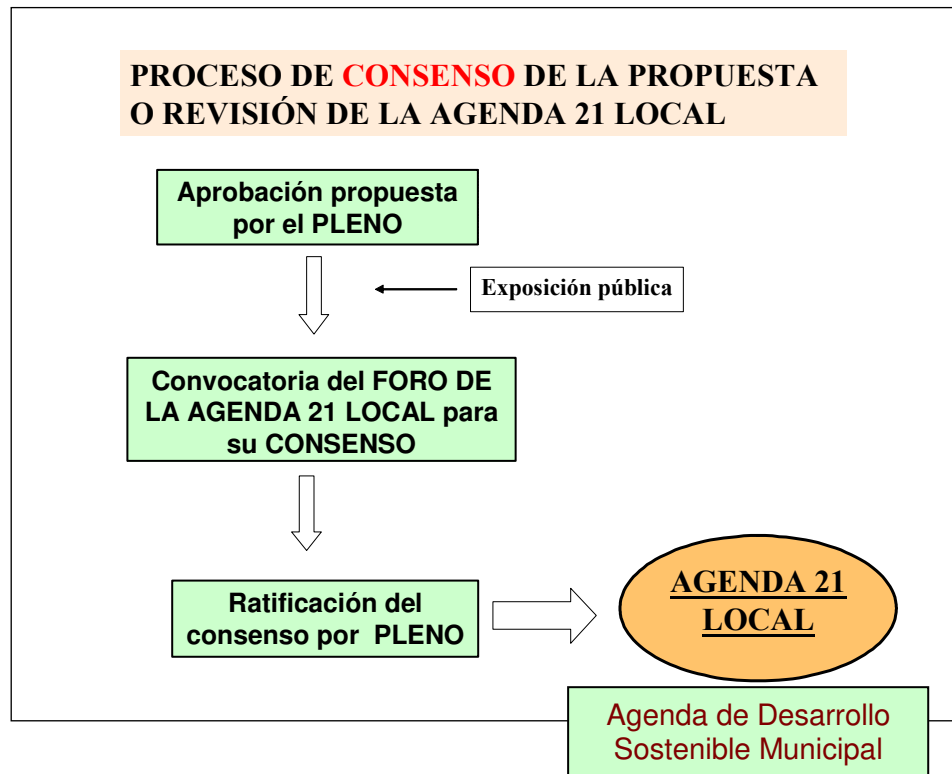 PROCESO DE CONSENSO DE LA PROPUESTA
O REVISIÓN DE LA AGENDA 21 LOCAL
Aprobación propuesta
por el PLENO
Exposición pública
Convocatoria del FORO DE
LA AGENDA 21 LOCAL para
su CONSENSO
Ratificación del
consenso por PLENO
AGENDA 21
LOCAL
Agenda de Desarrollo
Sostenible Municipal